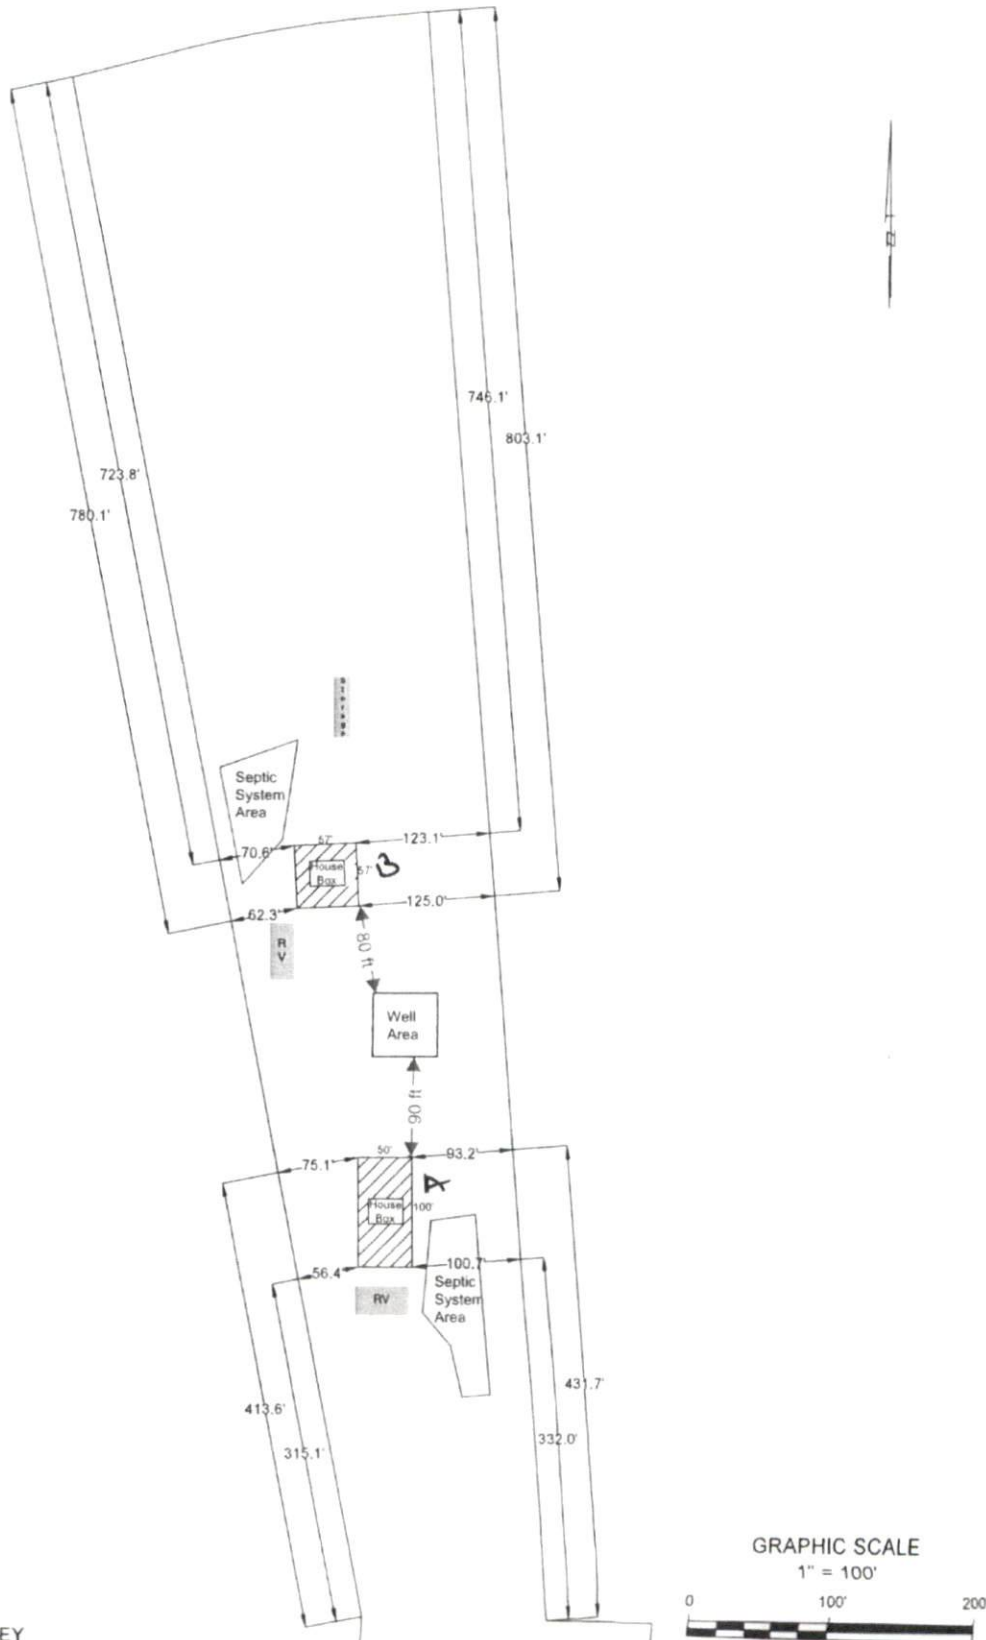 746.1'
803.1'
723.8'
780.1'
Storage
Septic
System
Area
57'
123.1'
70.6'
House
Box
57'
B
125.0'
62.3'
R
V
80 ft
Well
Area
90 ft
50'
93.2'
75.1'
A
House
Box
100'
100.7'
56.4'
RV
Septic
System
Area
431.7'
413.6'
332.0'
315.1'
GRAPHIC SCALE
1" = 100'
0 100' 200
EY